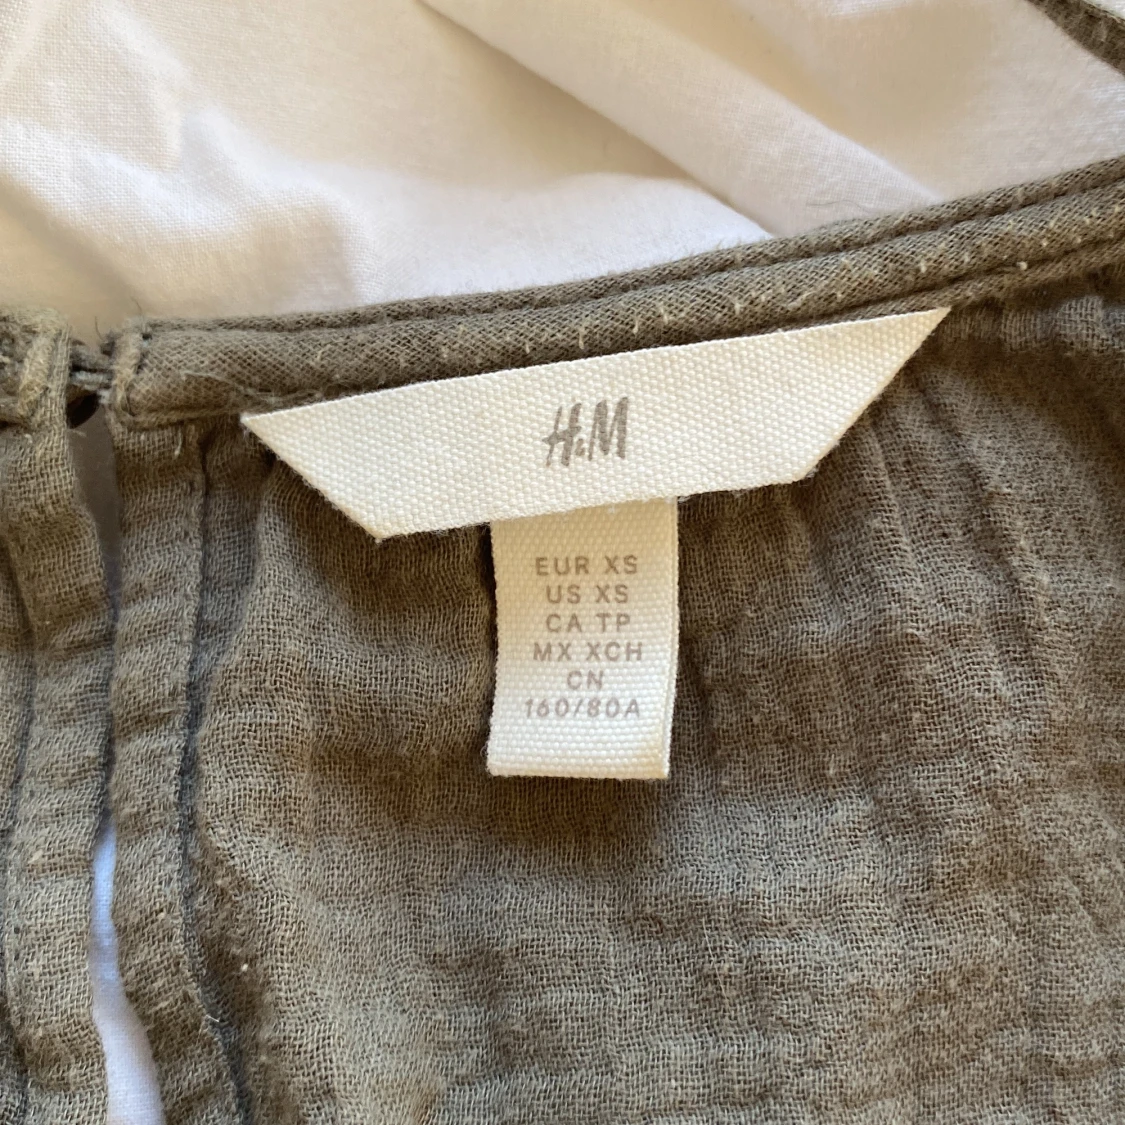 H&M
EUR XS
US XS
CA TP
MX XCH
CN
160/80A